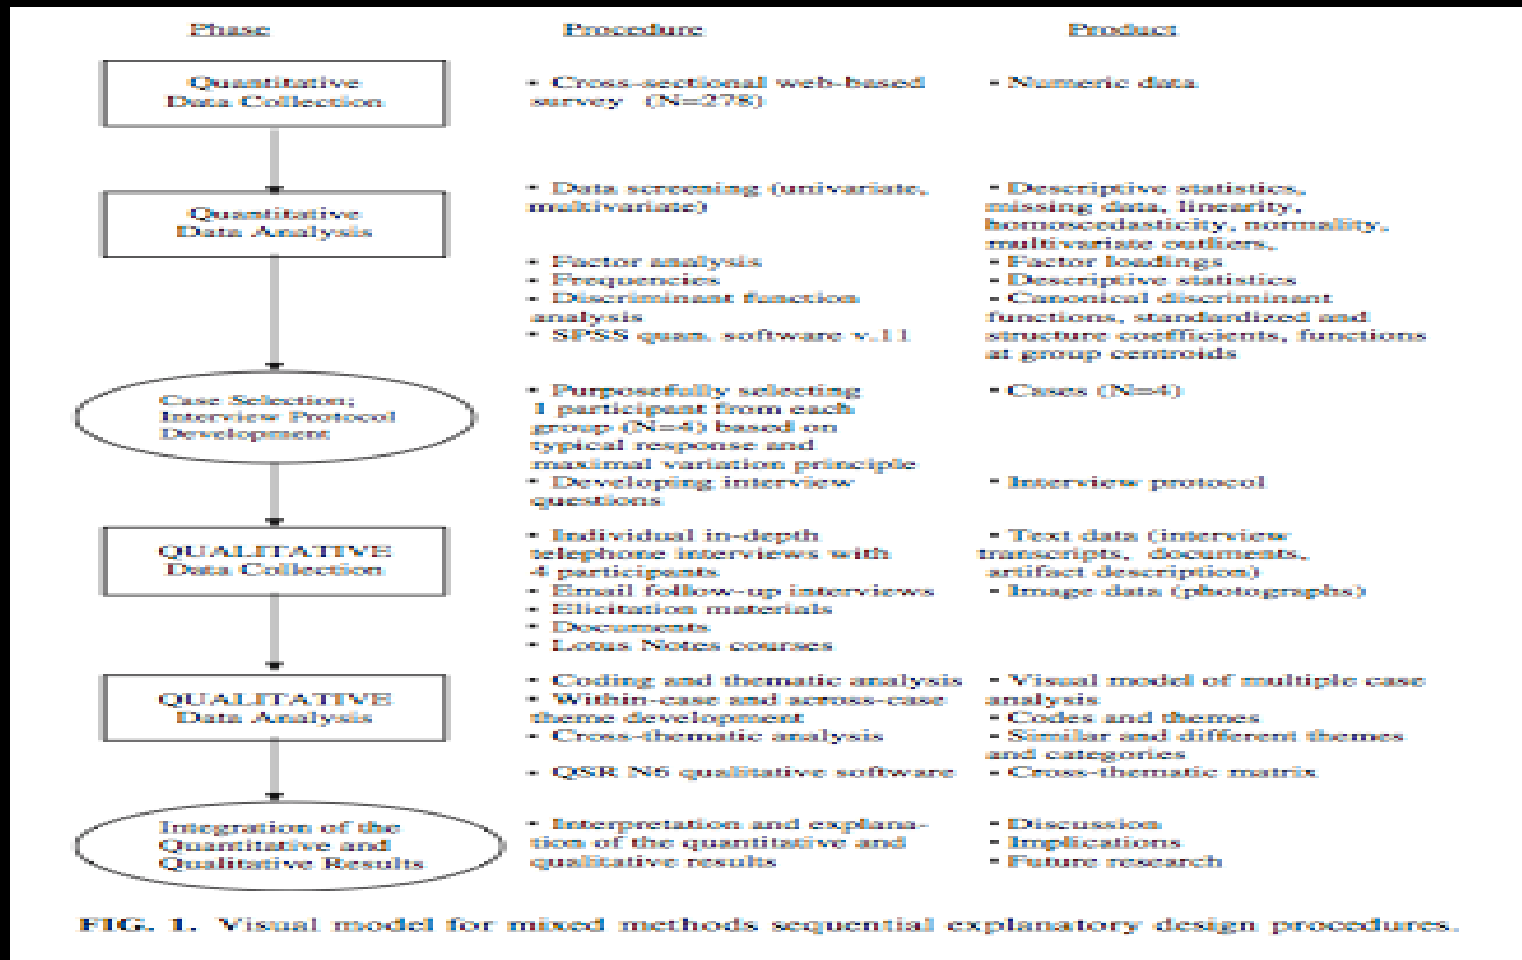 Phase Procedure Product
Quantitative
Data Collection
• Cross-sectional web-based
survey (N=278)
• Numeric data
Quantitative
Data Analysis
• Data screening (univariate,
multivariate)
• Factor analysis
• Frequencies
• Discriminant function
analysis
• SPSS quan. software v.11
• Descriptive statistics,
missing data, linearity,
homoscedasticity, normality,
multivariate outliers,
• Factor loadings
• Descriptive statistics
• Canonical discriminant
functions, standardized and
structure coefficients, functions
at group centroids
Case Selection;
Interview Protocol
Development
• Purposefully selecting
1 participant from each
group (N=4) based on
typical response and
maximal variation principle
• Developing interview
questions
• Cases (N=4)
• Interview protocol
QUALITATIVE
Data Collection
• Individual in-depth
telephone interviews with
4 participants
• Email follow-up interviews
• Elicitation materials
• Documents
• Lotus Notes courses
• Text data (interview
transcripts, documents,
artifact description)
• Image data (photographs)
QUALITATIVE
Data Analysis
• Coding and thematic analysis
• Within-case and across-case
theme development
• Cross-thematic analysis
• QSR N6 qualitative software
• Visual model of multiple case
analysis
• Codes and themes
• Similar and different themes
and categories
• Cross-thematic matrix
Integration of the
Quantitative and
Qualitative Results
• Interpretation and explana-
tion of the quantitative and
qualitative results
• Discussion
• Implications
• Future research
FIG. 1. Visual model for mixed methods sequential explanatory design procedures.